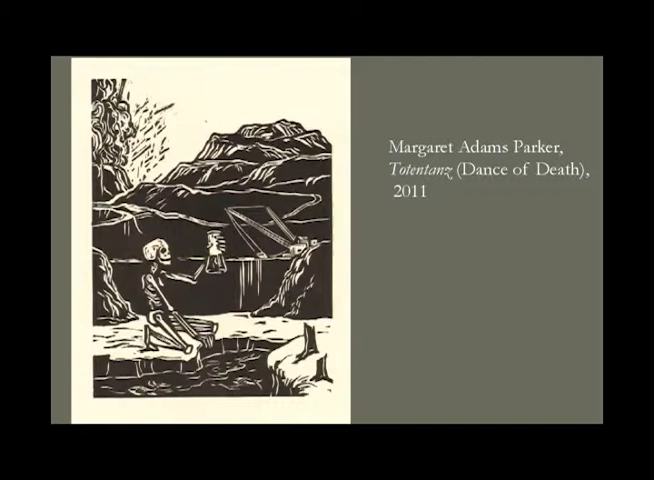 Margaret Adams Parker,
Totentanz (Dance of Death),
2011